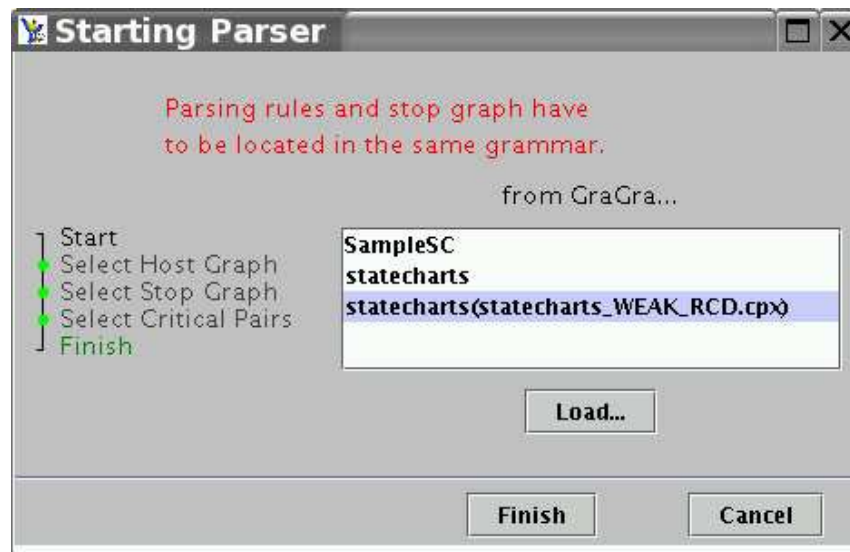 Starting Parser
Parsing rules and stop graph have
to be located in the same grammar.
from GraGra...
Start
Select Host Graph
Select Stop Graph
Select Critical Pairs
Finish
SampleSC
statecharts
statecharts(statecharts_WEAK_RCD.cpx)
Load...
Finish
Cancel